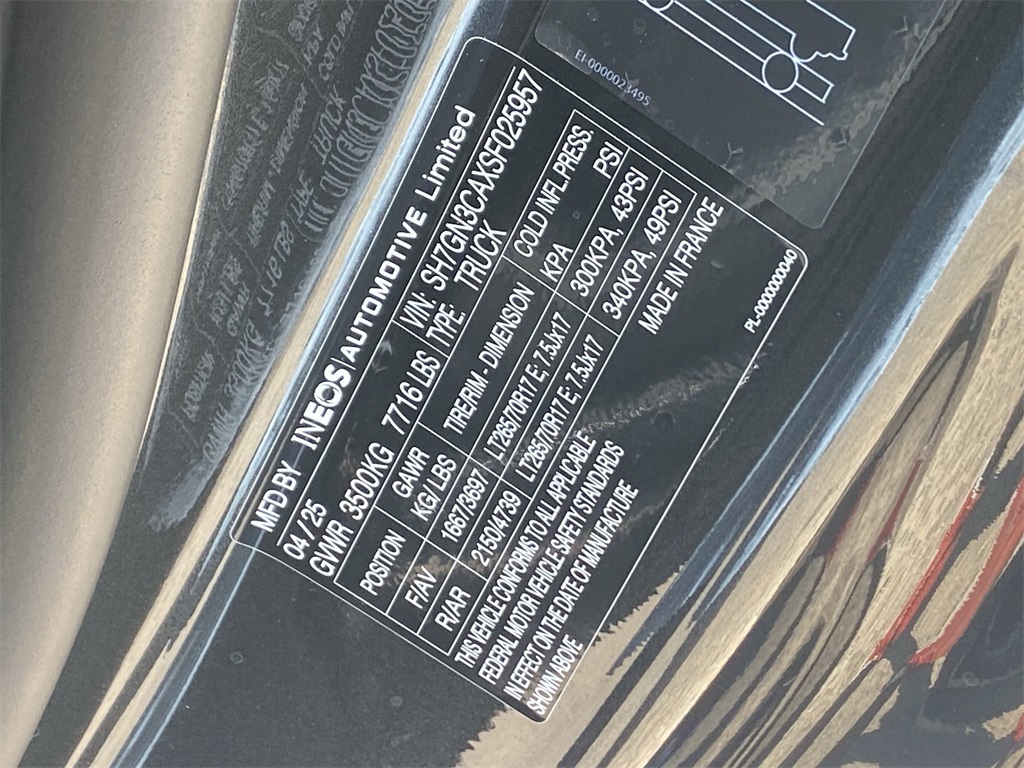 MFD BY INEOS AUTOMOTIVE Limited
04/25 VIN: SH7GN3CAXSF025957
GVWR 3500KG 7716 LBS TYPE: TRUCK
POSITION GAWR KG/LBS TIRE/RIM - DIMENSION COLD INFL.PRESS. KPA PSI
F/AV 1667/3697 LT265/70R17 E; 7.5Jx17 300KPA, 43PSI
R/AR 2150/4739 LT265/70R17 E; 7.5Jx17 340KPA, 49PSI
THIS VEHICLE CONFORMS TO ALL APPLICABLE
FEDERAL MOTOR VEHICLE SAFETY STANDARDS
IN EFFECT ON THE DATE OF MANUFACTURE
SHOWN ABOVE
MADE IN FRANCE
PL-0000000040
EI-0000023495